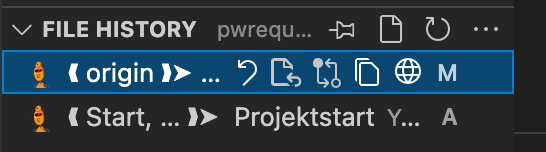 FILE HISTORY pwrequ...
⦗ origin ⦘➤ ... M
⦗ Start, ... ⦘➤ Projektstart Y... A